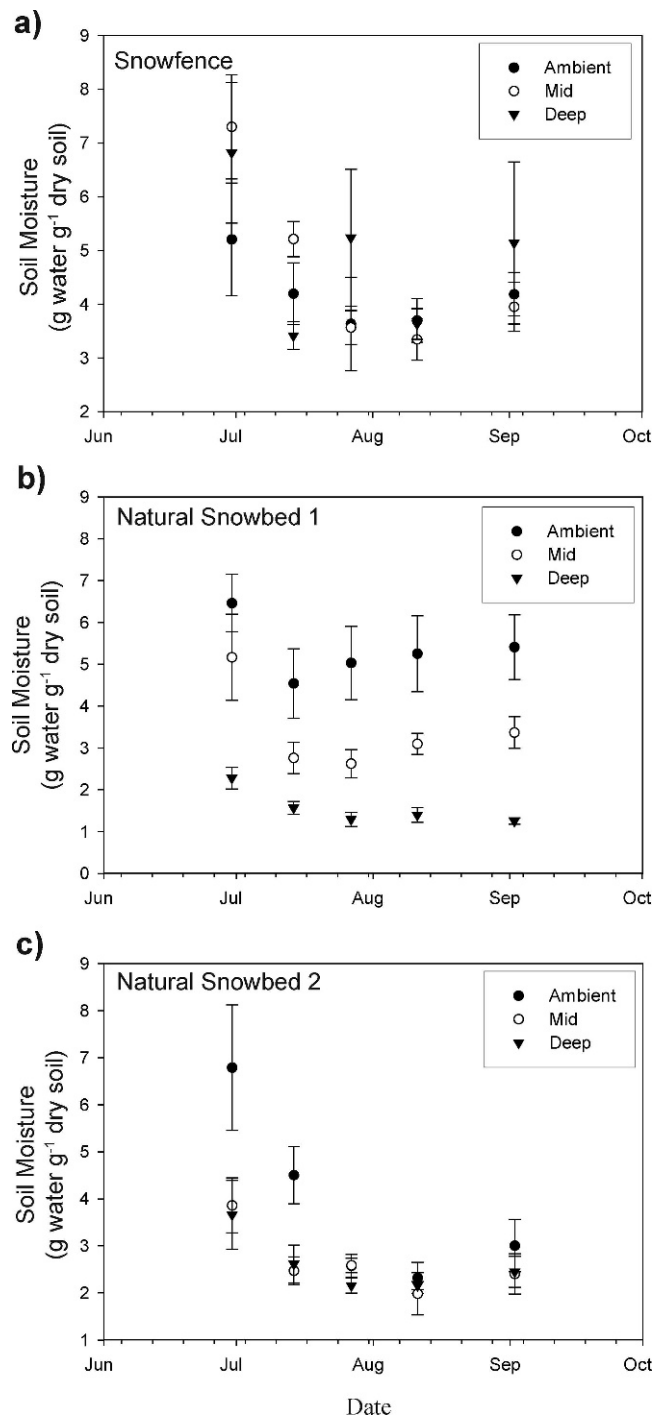 a)
Snowfence
Ambient
Mid
Deep
Soil Moisture
(g water g⁻¹ dry soil)
9
8
7
6
5
4
3
2
Jun Jul Aug Sep Oct
b)
Natural Snowbed 1
Ambient
Mid
Deep
Soil Moisture
(g water g⁻¹ dry soil)
9
8
7
6
5
4
3
2
1
0
Jun Jul Aug Sep Oct
c)
Natural Snowbed 2
Ambient
Mid
Deep
Soil Moisture
(g water g⁻¹ dry soil)
9
8
7
6
5
4
3
2
1
Jun Jul Aug Sep Oct
Date